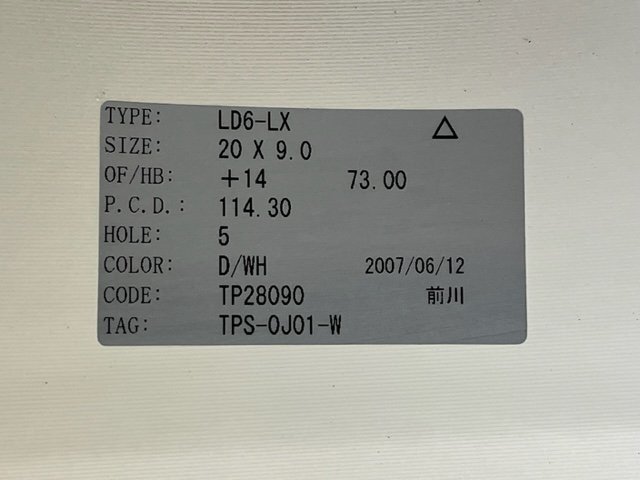 TYPE: LD6-LX △
SIZE: 20 X 9.0
OF/HB: +14 73.00
P.C.D.: 114.30
HOLE: 5
COLOR: D/WH 2007/06/12
CODE: TP28090 前川
TAG: TPS-0J01-W